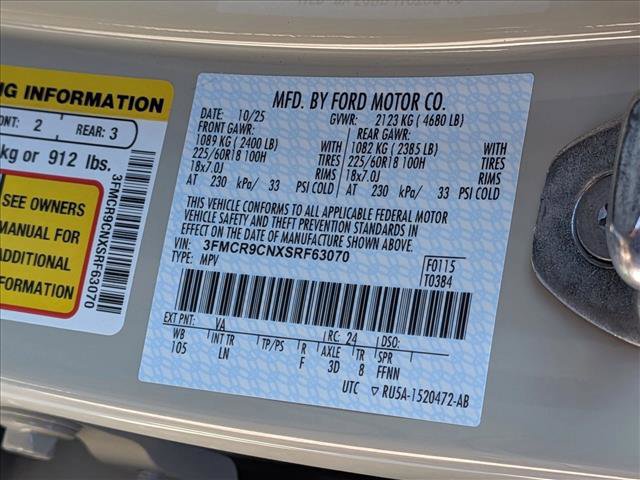 NG INFORMATION
ONT: 2 REAR: 3
kg or 912 lbs.
SEE OWNERS
MANUAL FOR
ADDITIONAL
INFORMATION
3FMCR9CNXSRF63070
MFD. BY FORD MOTOR CO.
DATE: 10/25 GVWR: 2123 KG ( 4680 LB)
FRONT GAWR: REAR GAWR:
1089 KG ( 2400 LB) WITH 1082 KG ( 2385 LB) WITH
225/60R18 100H TIRES 225/60R18 100H TIRES
18x7.0J RIMS 18x7.0J RIMS
AT 230 kPa/ 33 PSI COLD AT 230 kPa/ 33 PSI COLD
THIS VEHICLE CONFORMS TO ALL APPLICABLE FEDERAL MOTOR
VEHICLE SAFETY AND THEFT PREVENTION STANDARDS IN
EFFECT ON THE DATE OF MANUFACTURE SHOWN ABOVE.
VIN: 3FMCR9CNXSRF63070
TYPE: MPV
F0115
T0384
EXT PNT: VA RC: 24 DSO:
WB INT TR TP/PS R AXLE TR SPR
105 LN F 3D 8 FFNN
UTC ▽ RU5A-1520472-AB